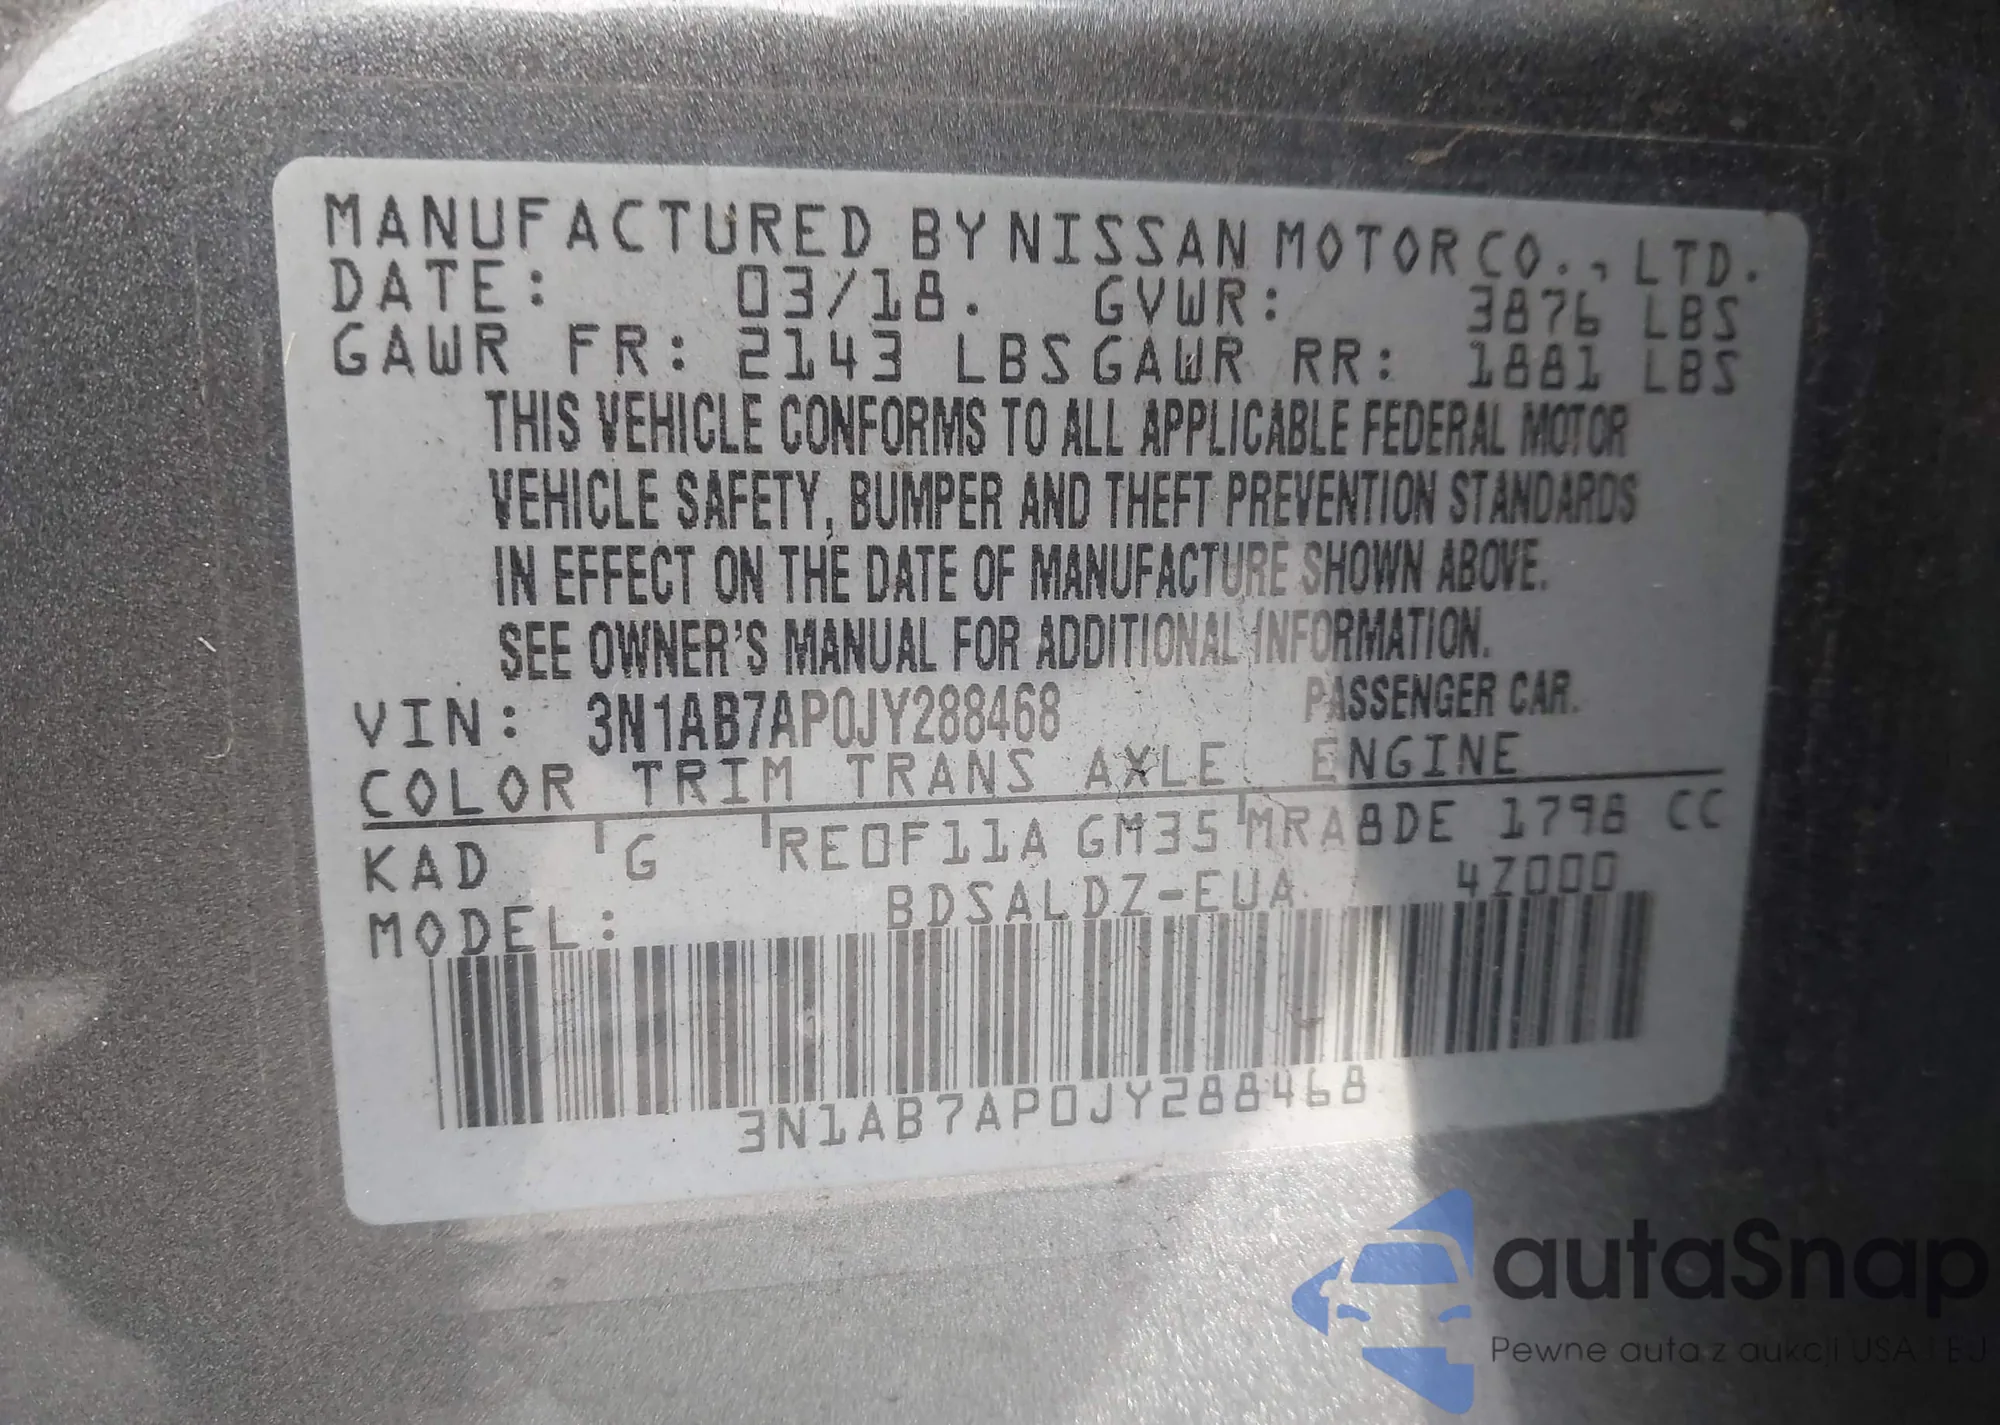 MANUFACTURED BY NISSAN MOTOR CO., LTD.
DATE: 03/18. GVWR: 3876 LBS
GAWR FR: 2143 LBS GAWR RR: 1881 LBS
THIS VEHICLE CONFORMS TO ALL APPLICABLE FEDERAL MOTOR
VEHICLE SAFETY, BUMPER AND THEFT PREVENTION STANDARDS
IN EFFECT ON THE DATE OF MANUFACTURE SHOWN ABOVE.
SEE OWNER'S MANUAL FOR ADDITIONAL INFORMATION.
VIN: 3N1AB7AP0JY288468 PASSENGER CAR.
COLOR TRIM TRANS AXLE ENGINE
KAD G RE0F11A GM35 MRA8DE 1798 CC
MODEL: BDSALDZ-EUA 4Z000
3N1AB7AP0JY288468
autaSnap
Pewne auta z aukcji USA i EJ